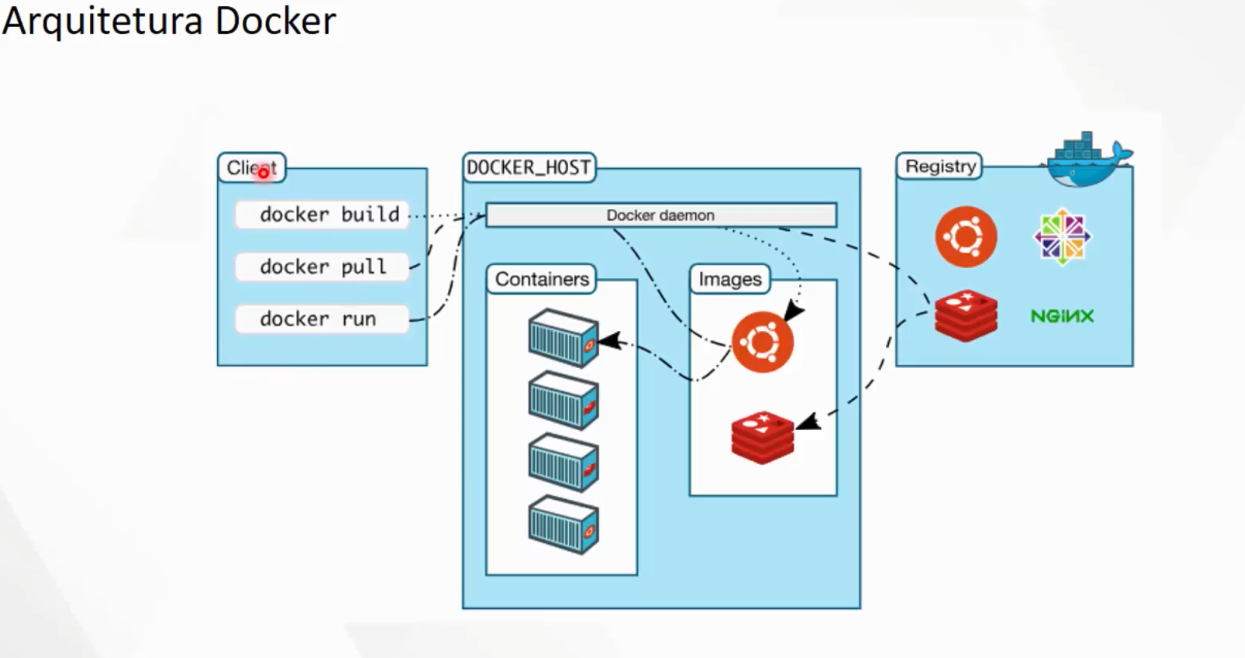 Arquitetura Docker
Client
docker build
docker pull
docker run
DOCKER_HOST
Docker daemon
Containers
Images
Registry
NGiNX